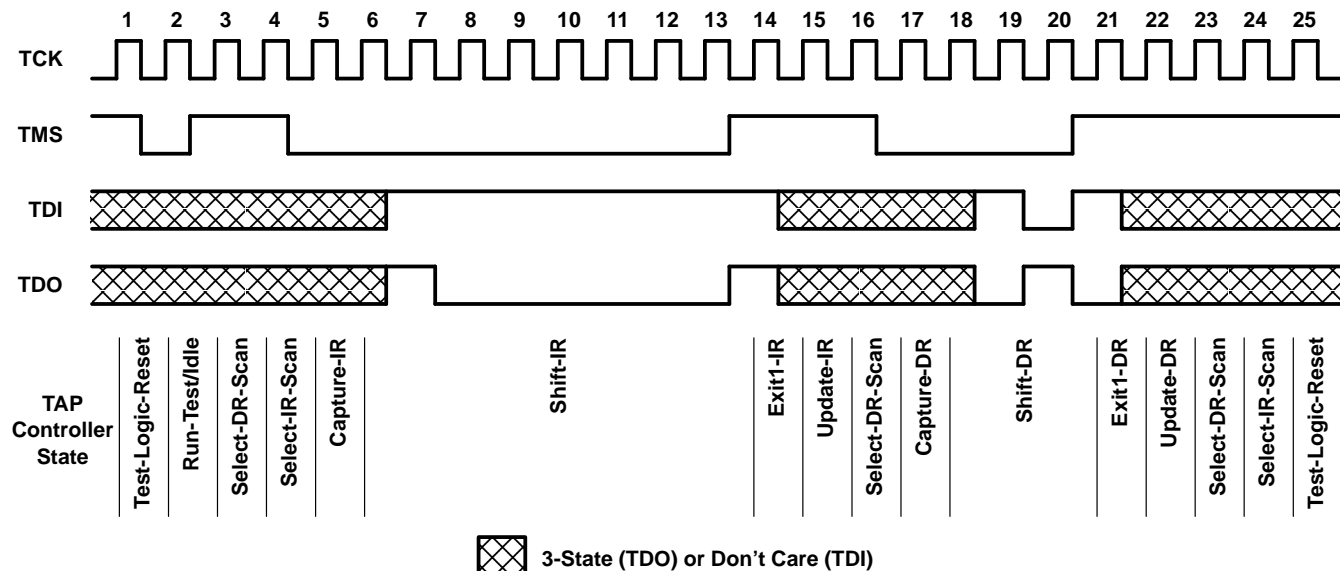 1 2 3 4 5 6 7 8 9 10 11 12 13 14 15 16 17 18 19 20 21 22 23 24 25
TCK
TMS
TDI
TDO
TAP
Controller
State
Test-Logic-Reset
Run-Test/Idle
Select-DR-Scan
Select-IR-Scan
Capture-IR
Shift-IR
Exit1-IR
Update-IR
Select-DR-Scan
Capture-DR
Shift-DR
Exit1-DR
Update-DR
Select-DR-Scan
Select-IR-Scan
Test-Logic-Reset
3-State (TDO) or Don't Care (TDI)